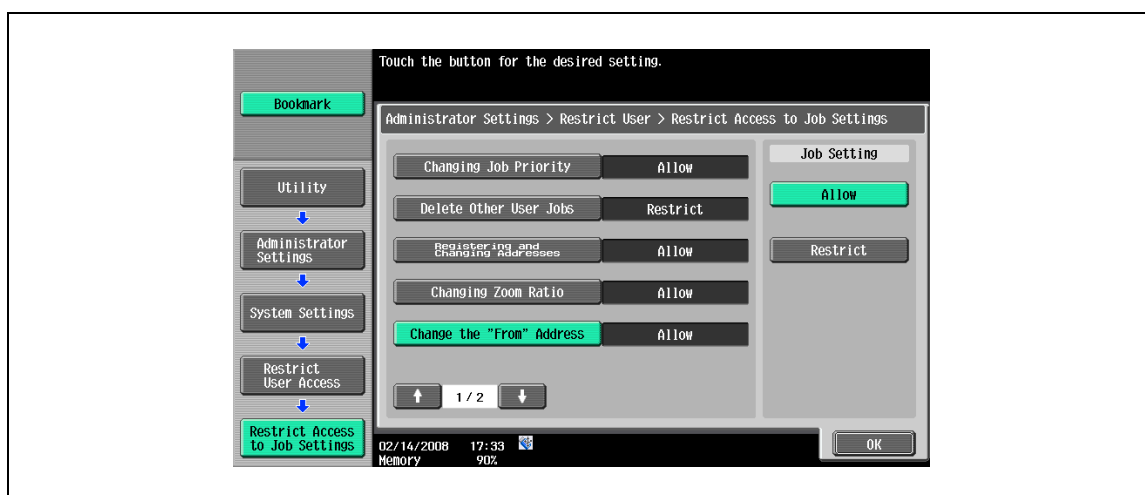 Touch the button for the desired setting.
Bookmark
Administrator Settings > Restrict User > Restrict Access to Job Settings
Utility
Administrator
Settings
System Settings
Restrict
User Access
Restrict Access
to Job Settings
Changing Job Priority Allow
Delete Other User Jobs Restrict
Registering and
Changing Addresses Allow
Changing Zoom Ratio Allow
Change the "From" Address Allow
1 / 2
Job Setting
Allow
Restrict
02/14/2008 17:33
Memory 90%
OK